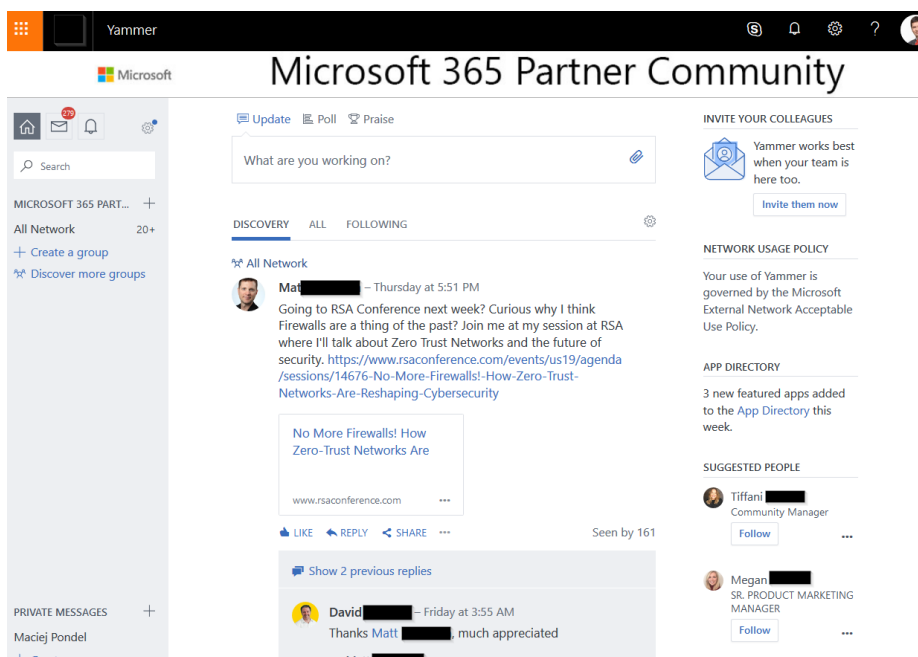 Yammer
?
Microsoft
Microsoft 365 Partner Community
279
Search
MICROSOFT 365 PART...
All Network 20+
Create a group
Discover more groups
PRIVATE MESSAGES
Maciej Pondel
Update Poll Praise
What are you working on?
DISCOVERY ALL FOLLOWING
All Network
Mat – Thursday at 5:51 PM
Going to RSA Conference next week? Curious why I think
Firewalls are a thing of the past? Join me at my session at RSA
where I'll talk about Zero Trust Networks and the future of
security. https://www.rsaconference.com/events/us19/agenda
/sessions/14676-No-More-Firewalls!-How-Zero-Trust-
Networks-Are-Reshaping-Cybersecurity
No More Firewalls! How
Zero-Trust Networks Are
www.rsaconference.com
LIKE REPLY SHARE Seen by 161
Show 2 previous replies
David – Friday at 3:55 AM
Thanks Matt , much appreciated
INVITE YOUR COLLEAGUES
Yammer works best
when your team is
here too.
Invite them now
NETWORK USAGE POLICY
Your use of Yammer is
governed by the Microsoft
External Network Acceptable
Use Policy.
APP DIRECTORY
3 new featured apps added
to the App Directory this
week.
SUGGESTED PEOPLE
Tiffani
Community Manager
Follow
Megan
SR. PRODUCT MARKETING
MANAGER
Follow